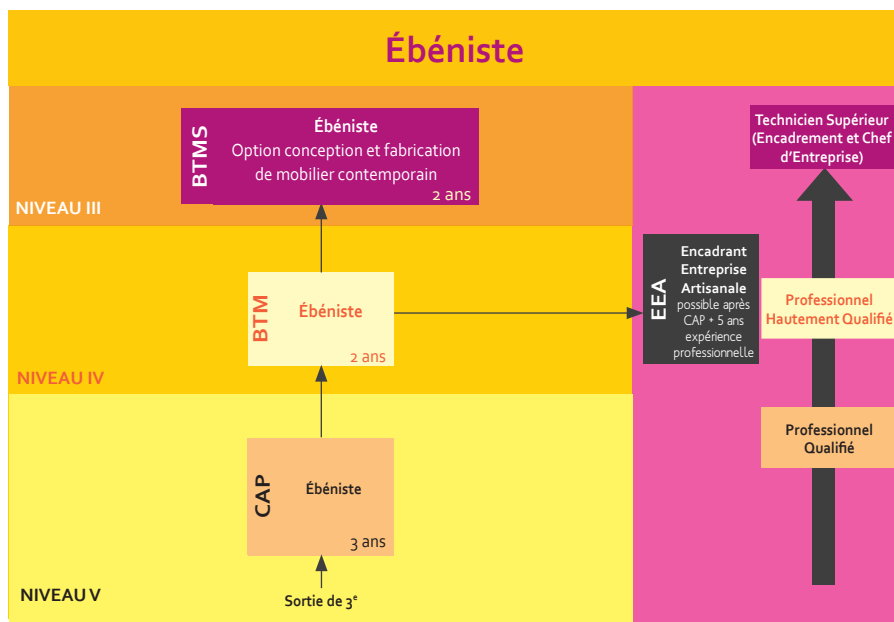 Ébéniste
BTMS
Ébéniste
Option conception et fabrication
de mobilier contemporain
2 ans
NIVEAU III
Technicien Supérieur
(Encadrement et Chef
d'Entreprise)
BTM
Ébéniste
2 ans
NIVEAU IV
EEA
Encadrant
Entreprise
Artisanale
possible après
CAP + 5 ans
expérience
professionnelle
Professionnel
Hautement Qualifié
Professionnel
Qualifié
CAP
Ébéniste
3 ans
NIVEAU V
Sortie de 3e